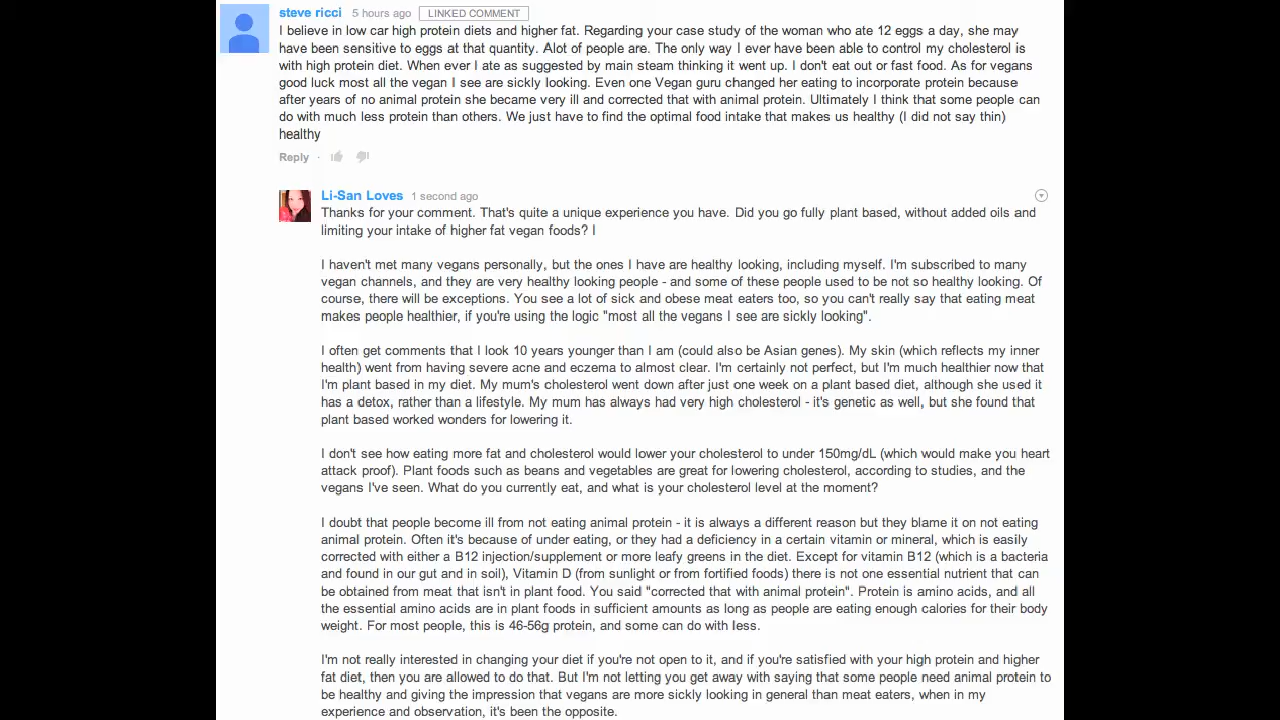 steve ricci 5 hours ago LINKED COMMENT
I believe in low car high protein diets and higher fat. Regarding your case study of the woman who ate 12 eggs a day, she may
have been sensitive to eggs at that quantity. Alot of people are. The only way I ever have been able to control my cholesterol is
with high protein diet. When ever I ate as suggested by main steam thinking it went up. I don't eat out or fast food. As for vegans
good luck most all the vegan I see are sickly looking. Even one Vegan guru changed her eating to incorporate protein because
after years of no animal protein she became very ill and corrected that with animal protein. Ultimately I think that some people can
do with much less protein than others. We just have to find the optimal food intake that makes us healthy (I did not say thin)
healthy
Reply ·
Li-San Loves 1 second ago
Thanks for your comment. That's quite a unique experience you have. Did you go fully plant based, without added oils and
limiting your intake of higher fat vegan foods? I
I haven't met many vegans personally, but the ones I have are healthy looking, including myself. I'm subscribed to many
vegan channels, and they are very healthy looking people - and some of these people used to be not so healthy looking. Of
course, there will be exceptions. You see a lot of sick and obese meat eaters too, so you can't really say that eating meat
makes people healthier, if you're using the logic "most all the vegans I see are sickly looking".
I often get comments that I look 10 years younger than I am (could also be Asian genes). My skin (which reflects my inner
health) went from having severe acne and eczema to almost clear. I'm certainly not perfect, but I'm much healthier now that
I'm plant based in my diet. My mum's cholesterol went down after just one week on a plant based diet, although she used it
has a detox, rather than a lifestyle. My mum has always had very high cholesterol - it's genetic as well, but she found that
plant based worked wonders for lowering it.
I don't see how eating more fat and cholesterol would lower your cholesterol to under 150mg/dL (which would make you heart
attack proof). Plant foods such as beans and vegetables are great for lowering cholesterol, according to studies, and the
vegans I've seen. What do you currently eat, and what is your cholesterol level at the moment?
I doubt that people become ill from not eating animal protein - it is always a different reason but they blame it on not eating
animal protein. Often it's because of under eating, or they had a deficiency in a certain vitamin or mineral, which is easily
corrected with either a B12 injection/supplement or more leafy greens in the diet. Except for vitamin B12 (which is a bacteria
and found in our gut and in soil), Vitamin D (from sunlight or from fortified foods) there is not one essential nutrient that can
be obtained from meat that isn't in plant food. You said "corrected that with animal protein". Protein is amino acids, and all
the essential amino acids are in plant foods in sufficient amounts as long as people are eating enough calories for their body
weight. For most people, this is 46-56g protein, and some can do with less.
I'm not really interested in changing your diet if you're not open to it, and if you're satisfied with your high protein and higher
fat diet, then you are allowed to do that. But I'm not letting you get away with saying that some people need animal protein to
be healthy and giving the impression that vegans are more sickly looking in general than meat eaters, when in my
experience and observation, it's been the opposite.